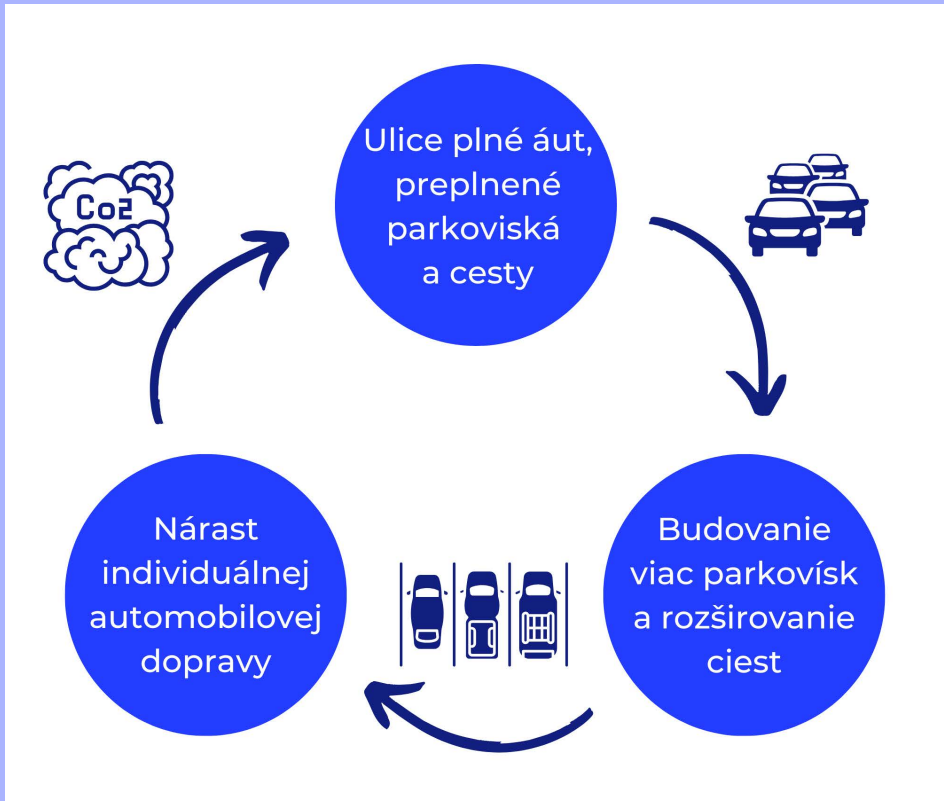 Ulice plné áut,
preplnené
parkoviská
a cesty
Co2
Nárast
individuálnej
automobilovej
dopravy
Budovanie
viac parkovísk
a rozširovanie
ciest